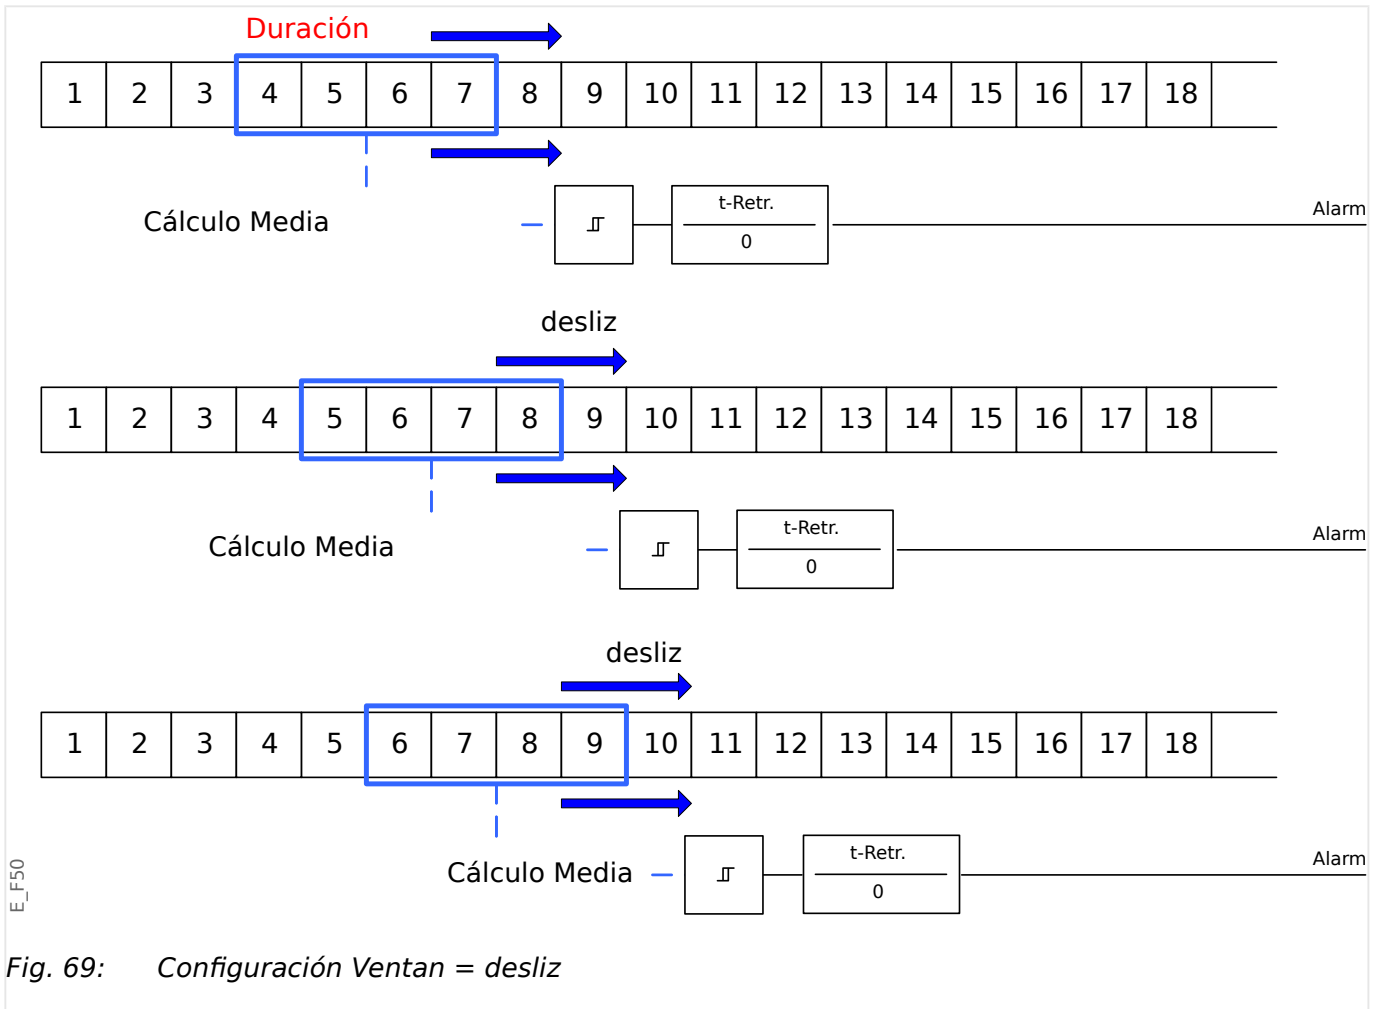 Duración
1 2 3 4 5 6 7 8 9 10 11 12 13 14 15 16 17 18
Cálculo Media
t-Retr.
0
Alarm
desliz
1 2 3 4 5 6 7 8 9 10 11 12 13 14 15 16 17 18
Cálculo Media
t-Retr.
0
Alarm
desliz
1 2 3 4 5 6 7 8 9 10 11 12 13 14 15 16 17 18
Cálculo Media
t-Retr.
0
Alarm
E_F50
Fig. 69: Configuración Ventan = desliz